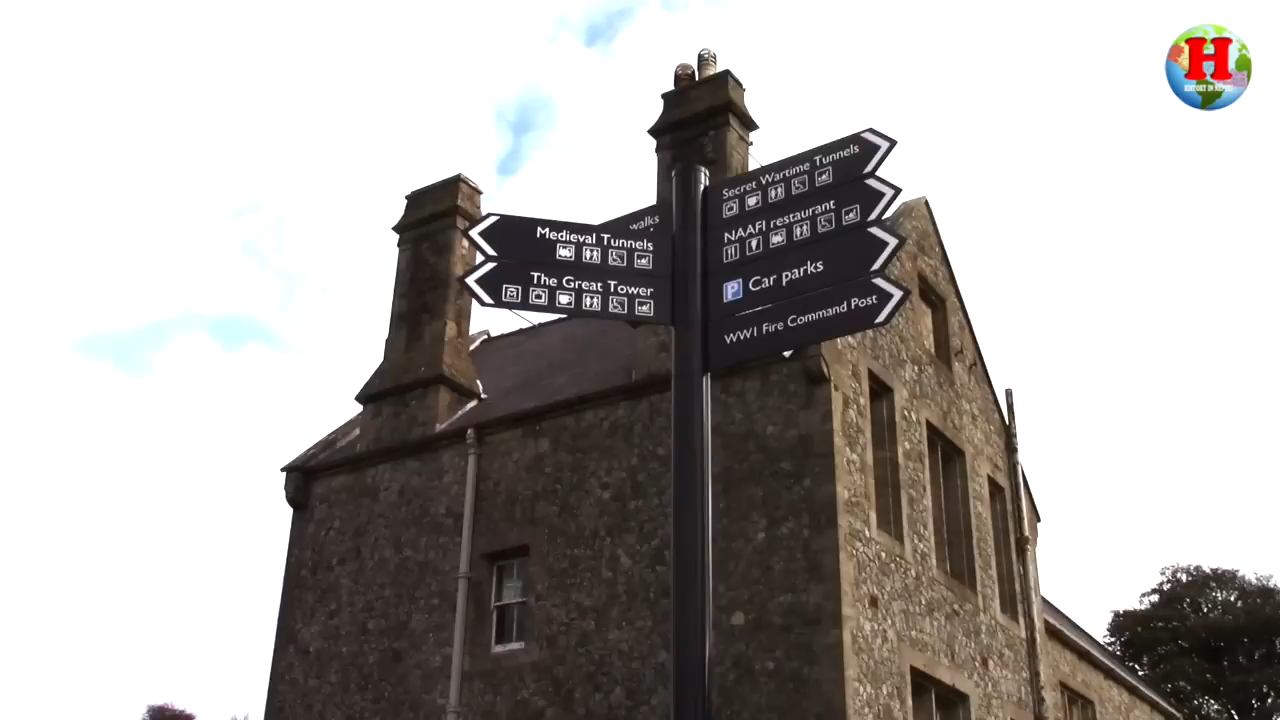 H
walks
Medieval Tunnels
The Great Tower
Secret Wartime Tunnels
NAAFI restaurant
P Car parks
WW1 Fire Command Post